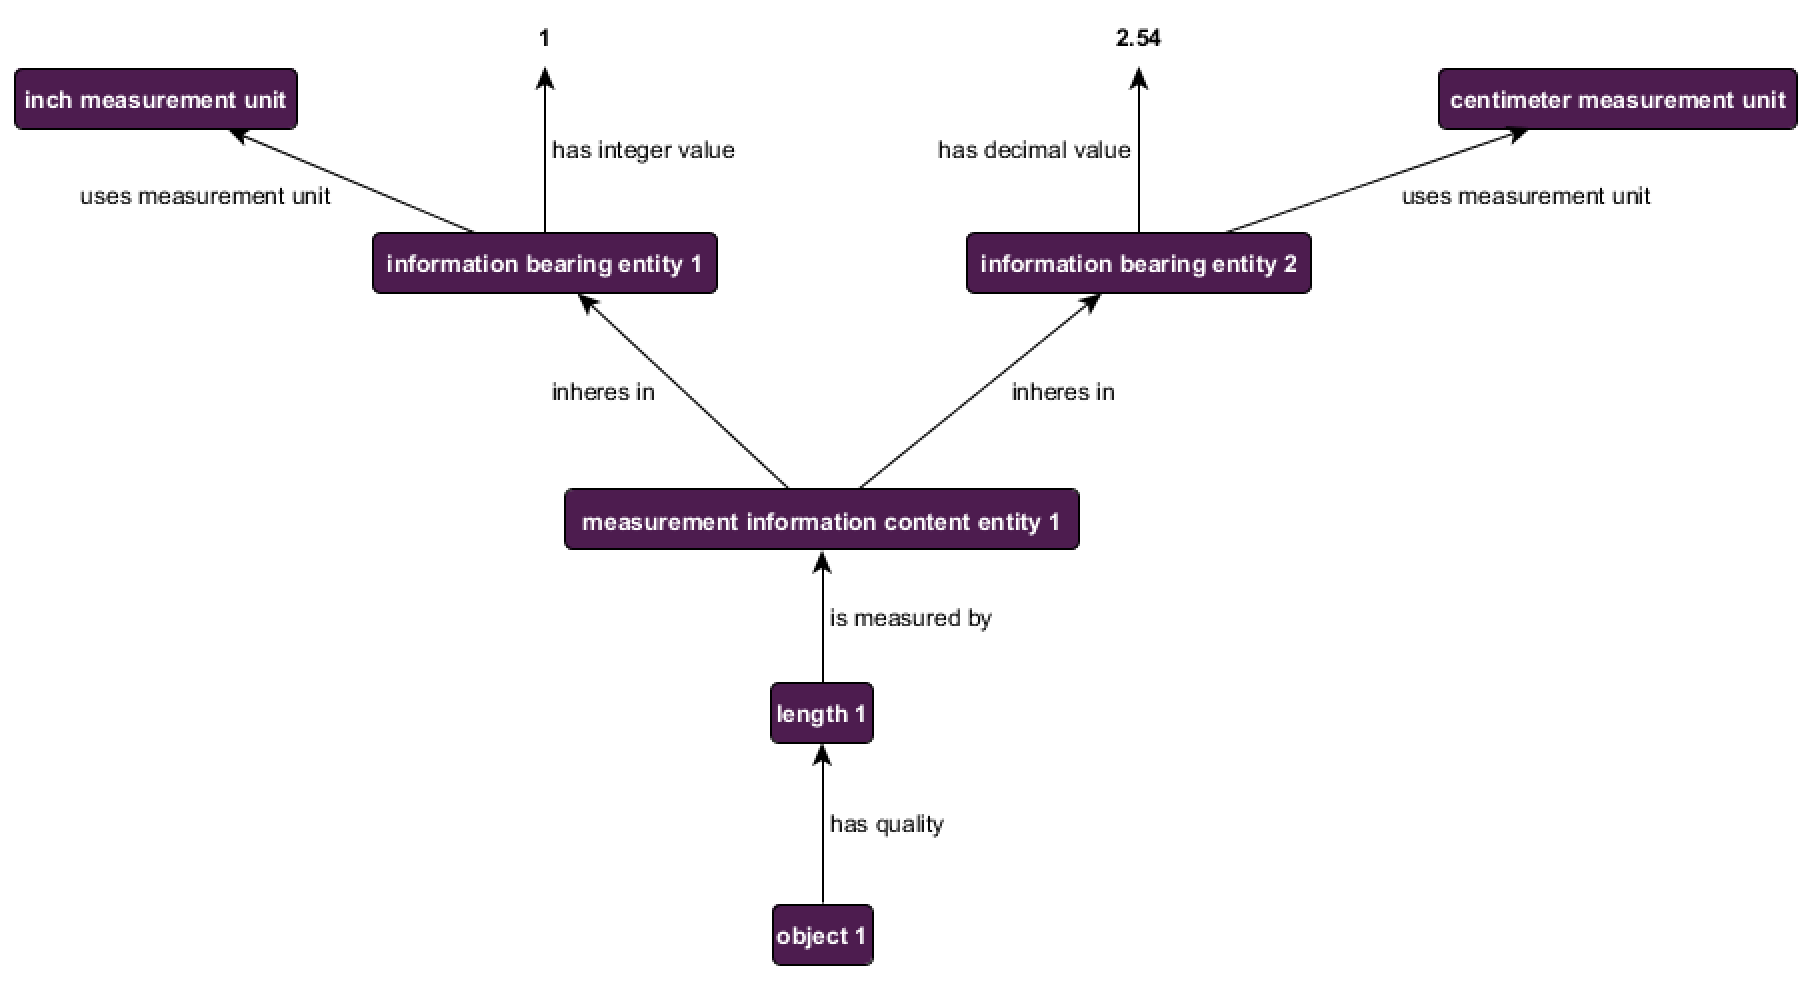 1
2.54
inch measurement unit
centimeter measurement unit
has integer value
has decimal value
uses measurement unit
uses measurement unit
information bearing entity 1
information bearing entity 2
inheres in
inheres in
measurement information content entity 1
is measured by
length 1
has quality
object 1